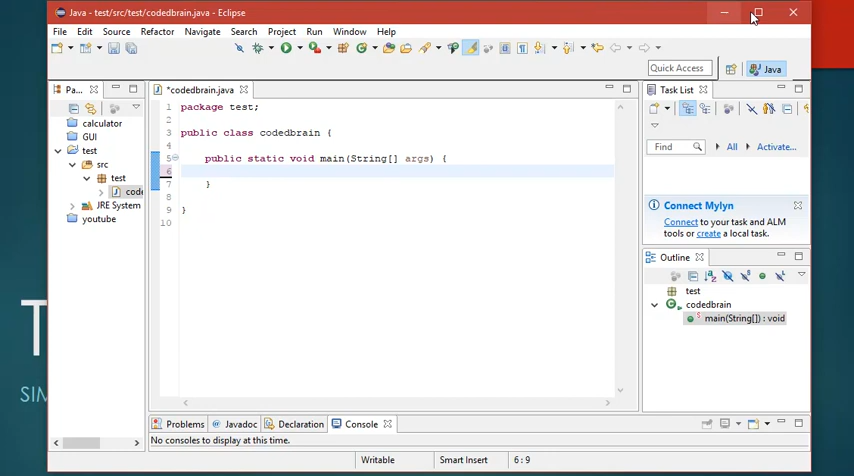 Java - test/src/test/codedbrain.java - Eclipse
File Edit Source Refactor Navigate Search Project Run Window Help
Quick Access
Java
Pa...
*codedbrain.java
Task List
calculator
GUI
test
src
test
code
JRE System
youtube
1 package test;
2
3 public class codedbrain {
4
5 public static void main(String[] args) {
6
7 }
8
9 }
10
Find
All
Activate...
Connect Mylyn
Connect to your task and ALM
tools or create a local task.
Outline
test
codedbrain
main(String[]) : void
T
SIM
Problems
Javadoc
Declaration
Console
No consoles to display at this time.
Writable
Smart Insert
6 : 9